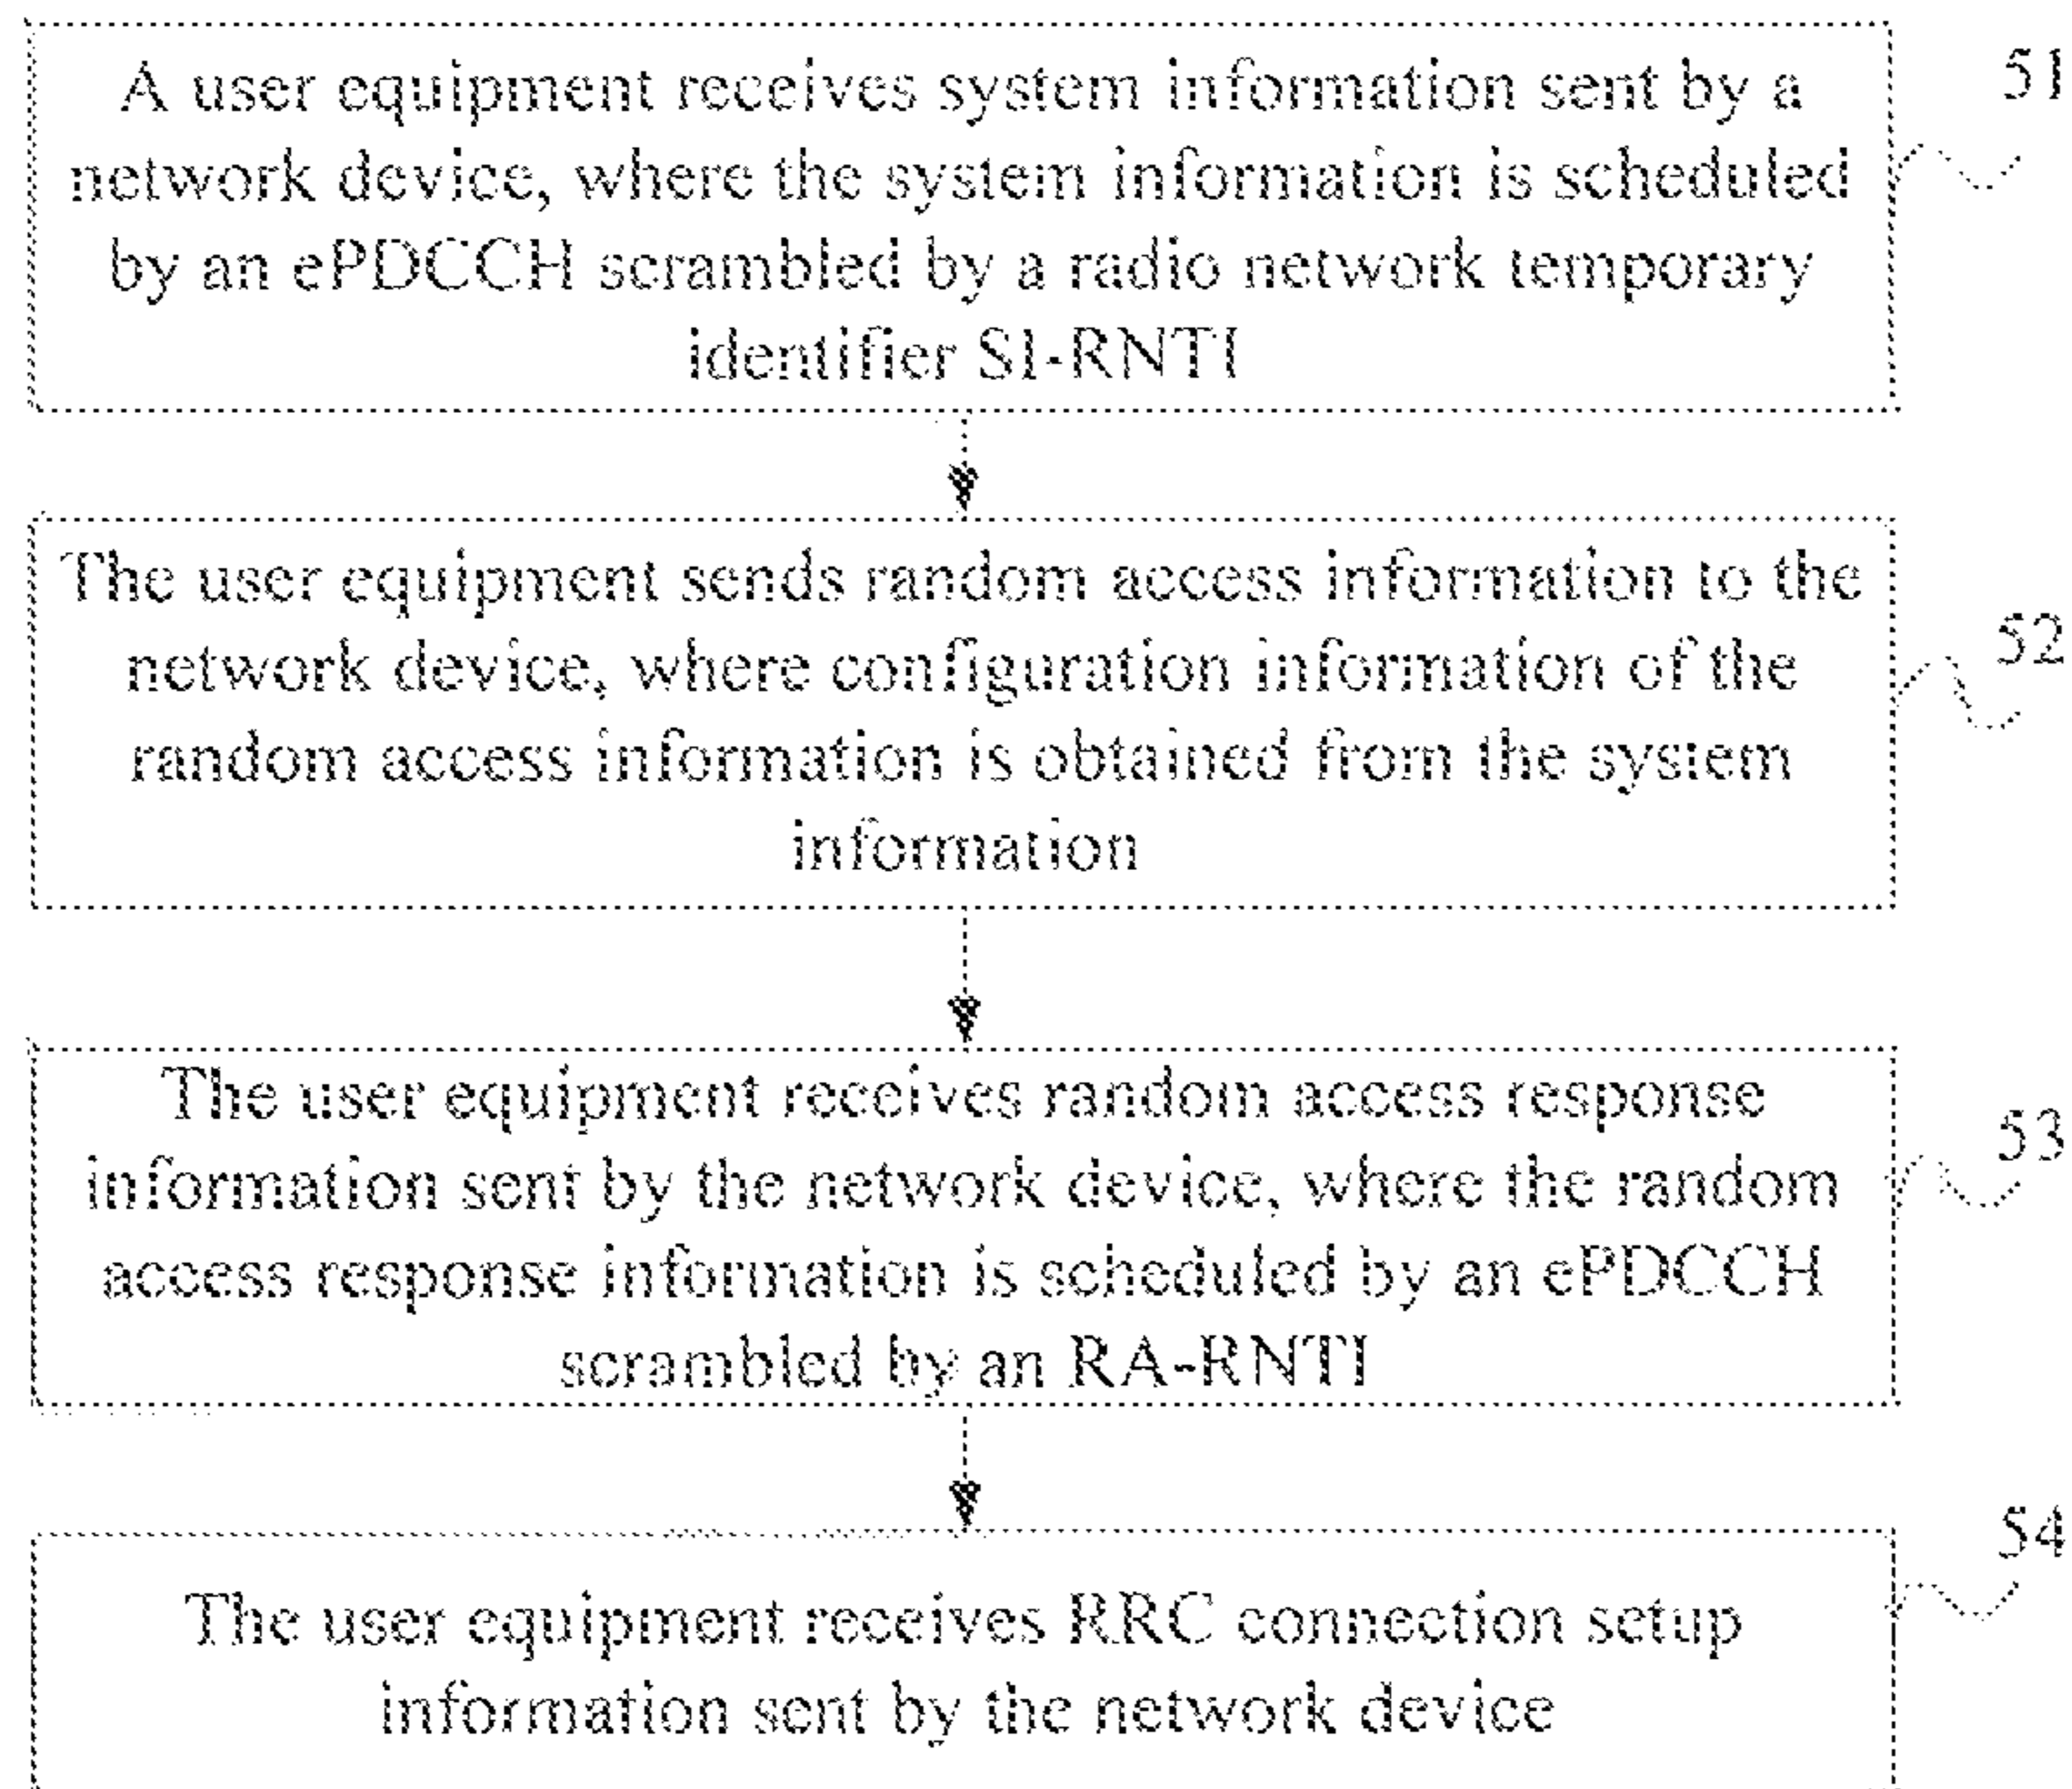 A user equipment receives system information sent by a
51
network device, where the system information is scheduled
by an ePDCCH scrambled by a radio network temporary
identifier SI-RNTI
The user equipment sends random access information to the
52
network device, where configuration information of the
random access information is obtained from the system
information
The user equipment receives random access response
53
information sent by the network device, where the random
access response information is scheduled by an ePDCCH
scrambled by an RA-RNTI
54
The user equipment receives RRC connection setup
information sent by the network device